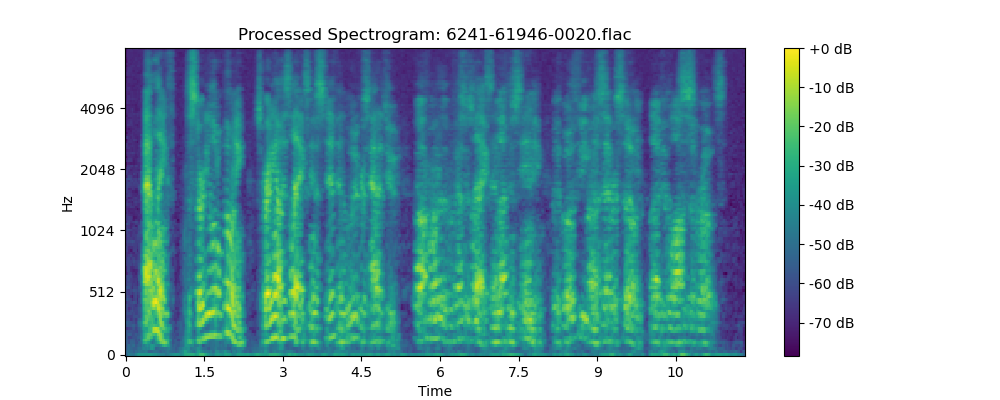 Processed Spectrogram: 6241-61946-0020.flac
Hz
4096
2048
1024
512
0
0 1.5 3 4.5 6 7.5 9 10
Time
+0 dB
-10 dB
-20 dB
-30 dB
-40 dB
-50 dB
-60 dB
-70 dB